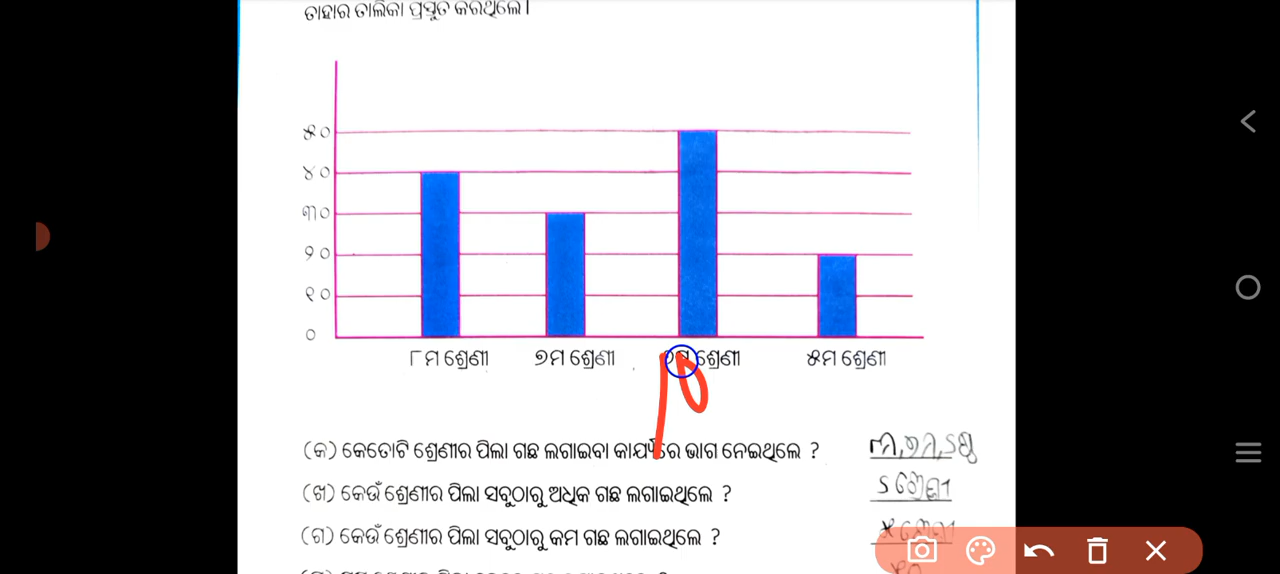 ତାହାର ତାଲିକା ପ୍ରସ୍ତୁତ କରିଥିଲେ।
୫୦
୪୦
୩୦
୨୦
୧୦
୦
୮ମ ଶ୍ରେଣୀ ୭ମ ଶ୍ରେଣୀ ଶ୍ରେଣୀ ୫ମ ଶ୍ରେଣୀ
(କ) କେତୋଟି ଶ୍ରେଣୀର ପିଲା ଗଛ ଲଗାଇବା କାର୍ଯ୍ୟରେ ଭାଗ ନେଇଥିଲେ ?
(ଖ) କେଉଁ ଶ୍ରେଣୀର ପିଲା ସବୁଠାରୁ ଅଧିକ ଗଛ ଲଗାଇଥିଲେ ? ଶ୍ରେଣୀ
(ଗ) କେଉଁ ଶ୍ରେଣୀର ପିଲା ସବୁଠାରୁ କମ ଗଛ ଲଗାଇଥିଲେ ?